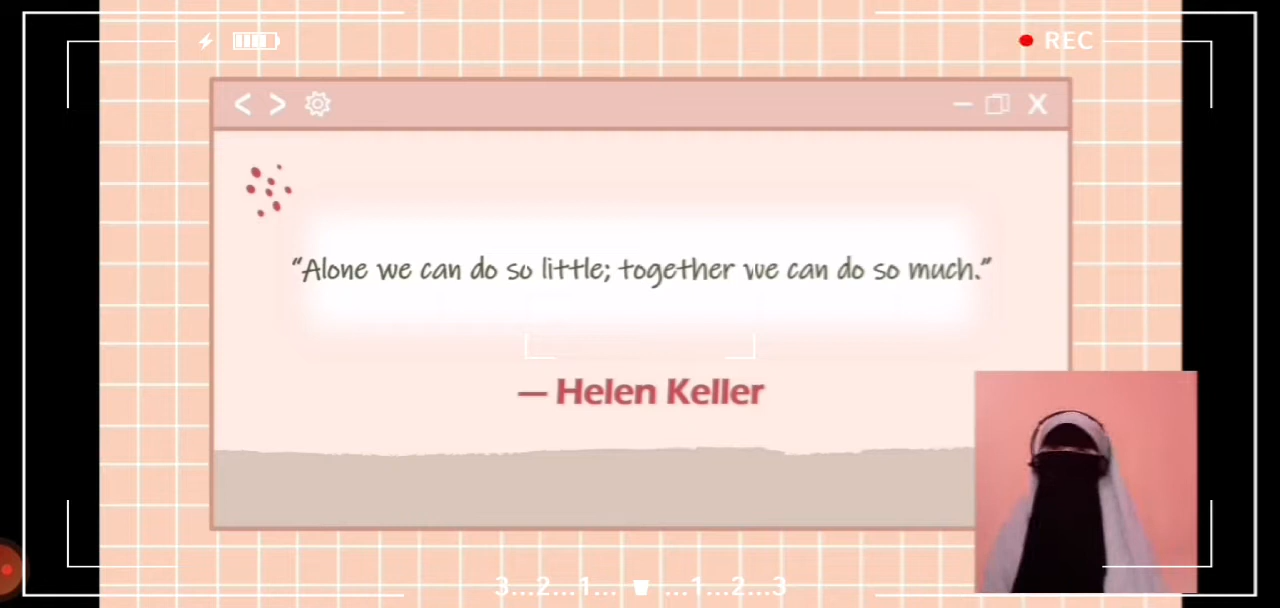 REC
“Alone we can do so little; together we can do so much.”
— Helen Keller
3...2...1... ...1...2...3